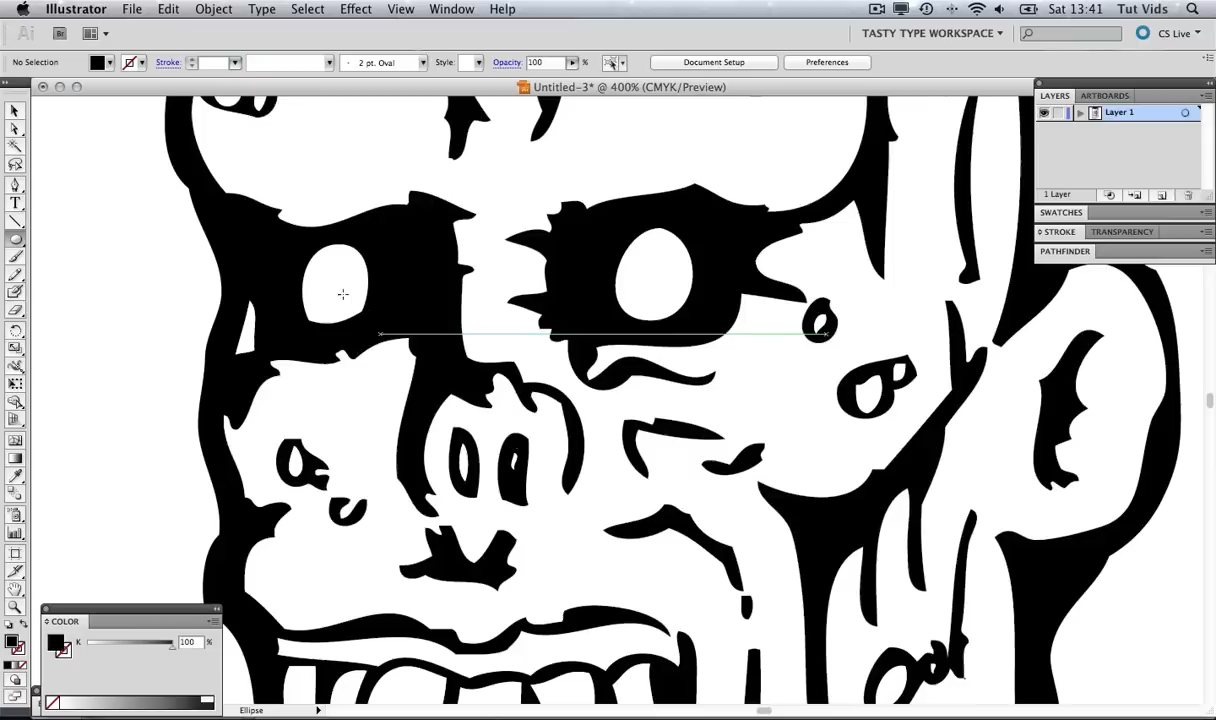 Illustrator File Edit Object Type Select Effect View Window Help Sat 13:41 Tut Vids
Ai Br TASTY TYPE WORKSPACE CS Live
No Selection Stroke: 2 pt. Oval Style: Opacity: 100 % Document Setup Preferences
Untitled-3* @ 400% (CMYK/Preview)
LAYERS ARTBOARDS
Layer 1
1 Layer
SWATCHES
STROKE TRANSPARENCY
PATHFINDER
COLOR
K 100 %
Ellipse